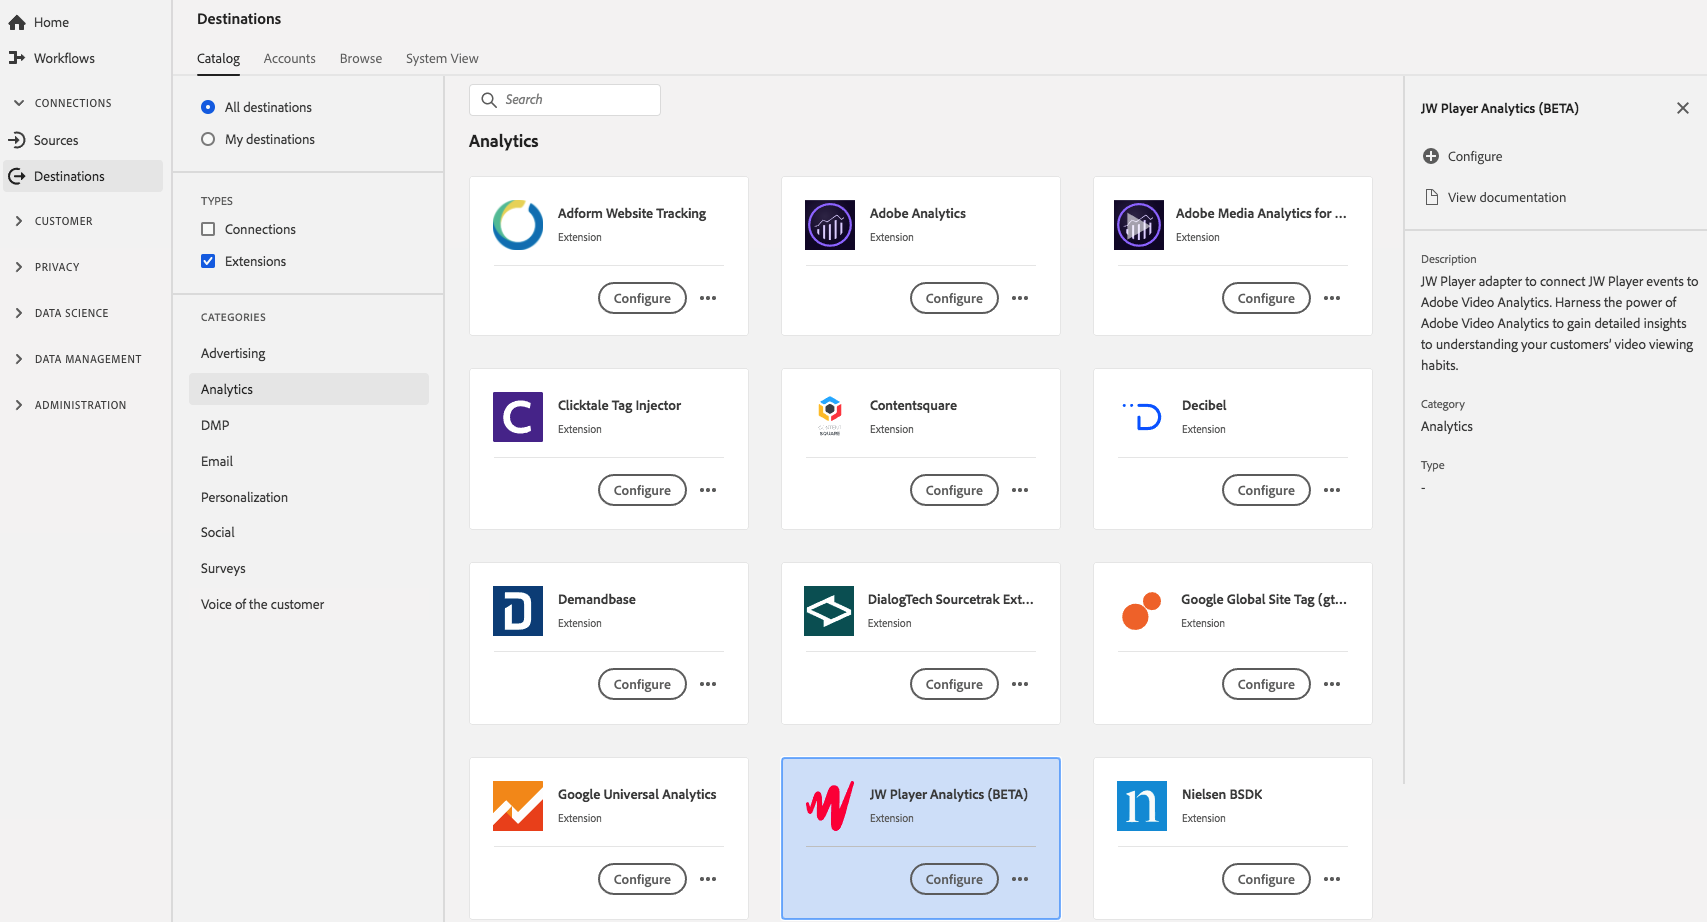 Home
Workflows
CONNECTIONS
Sources
Destinations
CUSTOMER
PRIVACY
DATA SCIENCE
DATA MANAGEMENT
ADMINISTRATION
Destinations
Catalog
Accounts
Browse
System View
All destinations
My destinations
TYPES
Connections
Extensions
CATEGORIES
Advertising
Analytics
DMP
Email
Personalization
Social
Surveys
Voice of the customer
Search
Analytics
Adform Website Tracking
Extension
Configure
Adobe Analytics
Extension
Configure
Adobe Media Analytics for ...
Extension
Configure
Clicktale Tag Injector
Extension
Configure
SQUARE
Contentsquare
Extension
Configure
Decibel
Extension
Configure
Demandbase
Extension
Configure
DialogTech Sourcetrak Ext...
Extension
Configure
Google Global Site Tag (gt...
Extension
Configure
Google Universal Analytics
Extension
Configure
JW Player Analytics (BETA)
Extension
Configure
n
Nielsen BSDK
Extension
Configure
JW Player Analytics (BETA)
Configure
View documentation
Description
JW Player adapter to connect JW Player events to
Adobe Video Analytics. Harness the power of
Adobe Video Analytics to gain detailed insights
to understanding your customers' video viewing
habits.
Category
Analytics
Type
-